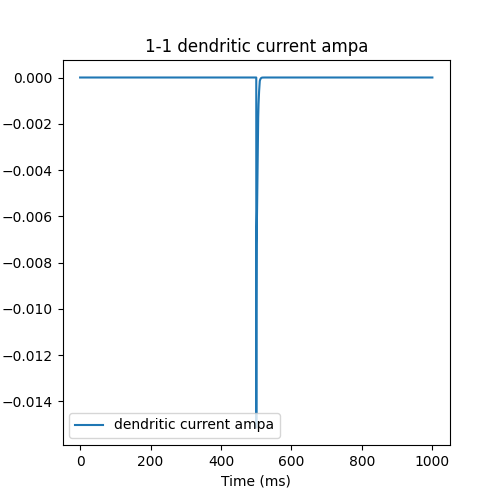 1-1 dendritic current ampa
0.000
−0.002
−0.004
−0.006
−0.008
−0.010
−0.012
−0.014
dendritic current ampa
0 200 400 600 800 1000
Time (ms)